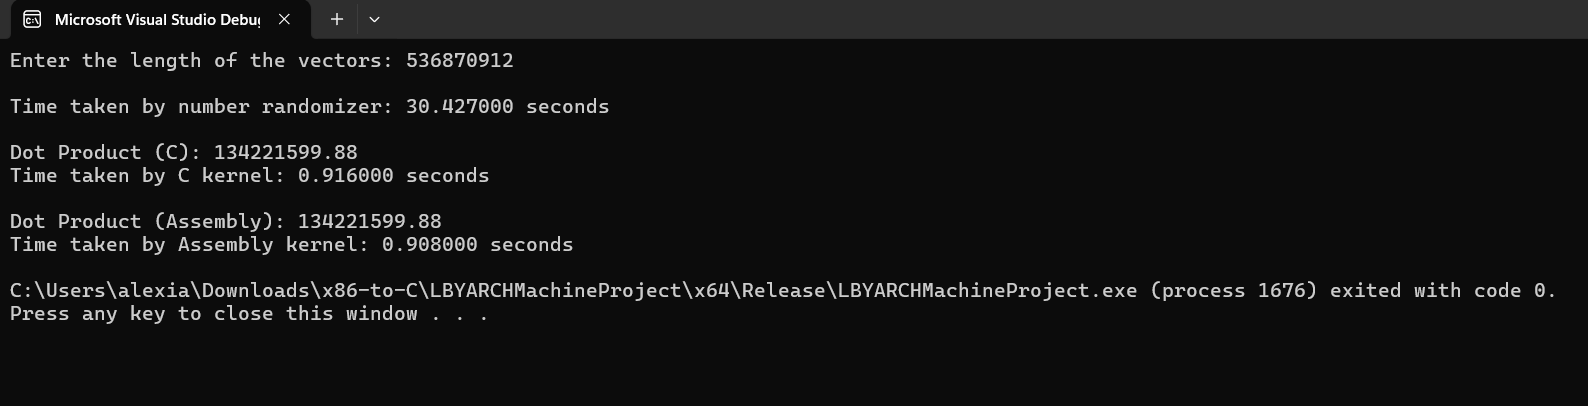 Microsoft Visual Studio Debug
Enter the length of the vectors: 536870912
Time taken by number randomizer: 30.427000 seconds
Dot Product (C): 134221599.88
Time taken by C kernel: 0.916000 seconds
Dot Product (Assembly): 134221599.88
Time taken by Assembly kernel: 0.908000 seconds
C:\Users\alexia\Downloads\x86-to-C\LBYARCHMachineProject\x64\Release\LBYARCHMachineProject.exe (process 1676) exited with code 0.
Press any key to close this window . . .